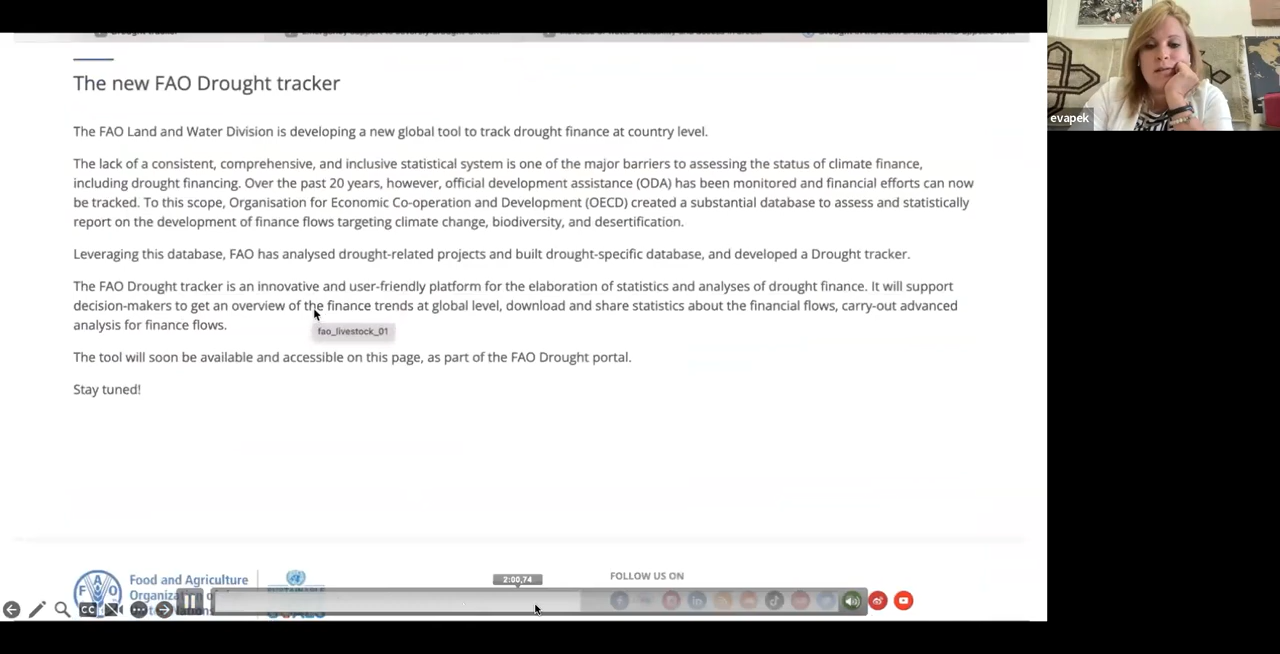 evapek
The new FAO Drought tracker
The FAO Land and Water Division is developing a new global tool to track drought finance at country level.
The lack of a consistent, comprehensive, and inclusive statistical system is one of the major barriers to assessing the status of climate finance,
including drought financing. Over the past 20 years, however, official development assistance (ODA) has been monitored and financial efforts can now
be tracked. To this scope, Organisation for Economic Co-operation and Development (OECD) created a substantial database to assess and statistically
report on the development of finance flows targeting climate change, biodiversity, and desertification.
Leveraging this database, FAO has analysed drought-related projects and built drought-specific database, and developed a Drought tracker.
The FAO Drought tracker is an innovative and user-friendly platform for the elaboration of statistics and analyses of drought finance. It will support
decision-makers to get an overview of the finance trends at global level, download and share statistics about the financial flows, carry-out advanced
analysis for finance flows.
fao_livestock_01
The tool will soon be available and accessible on this page, as part of the FAO Drought portal.
Stay tuned!
2:00,74
FOLLOW US ON
Food and Agriculture
CC